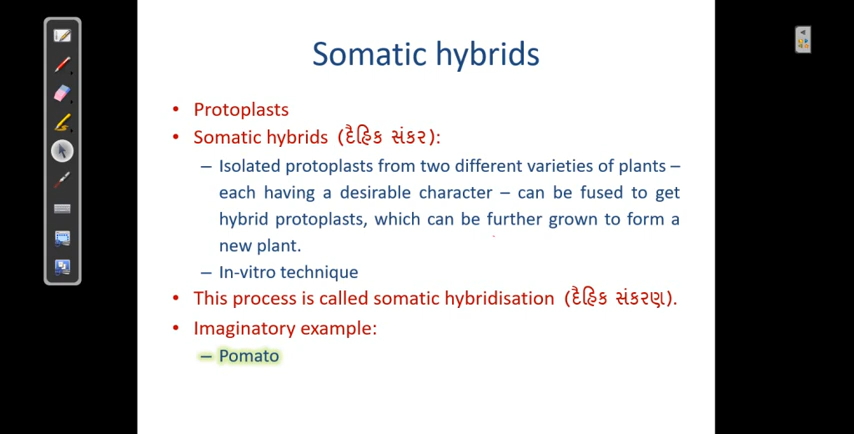 Somatic hybrids
• Protoplasts
• Somatic hybrids (દૈહિક સંકર):
– Isolated protoplasts from two different varieties of plants –
each having a desirable character – can be fused to get
hybrid protoplasts, which can be further grown to form a
new plant.
– In-vitro technique
• This process is called somatic hybridisation (દૈહિક સંકરણ).
• Imaginatory example:
– Pomato